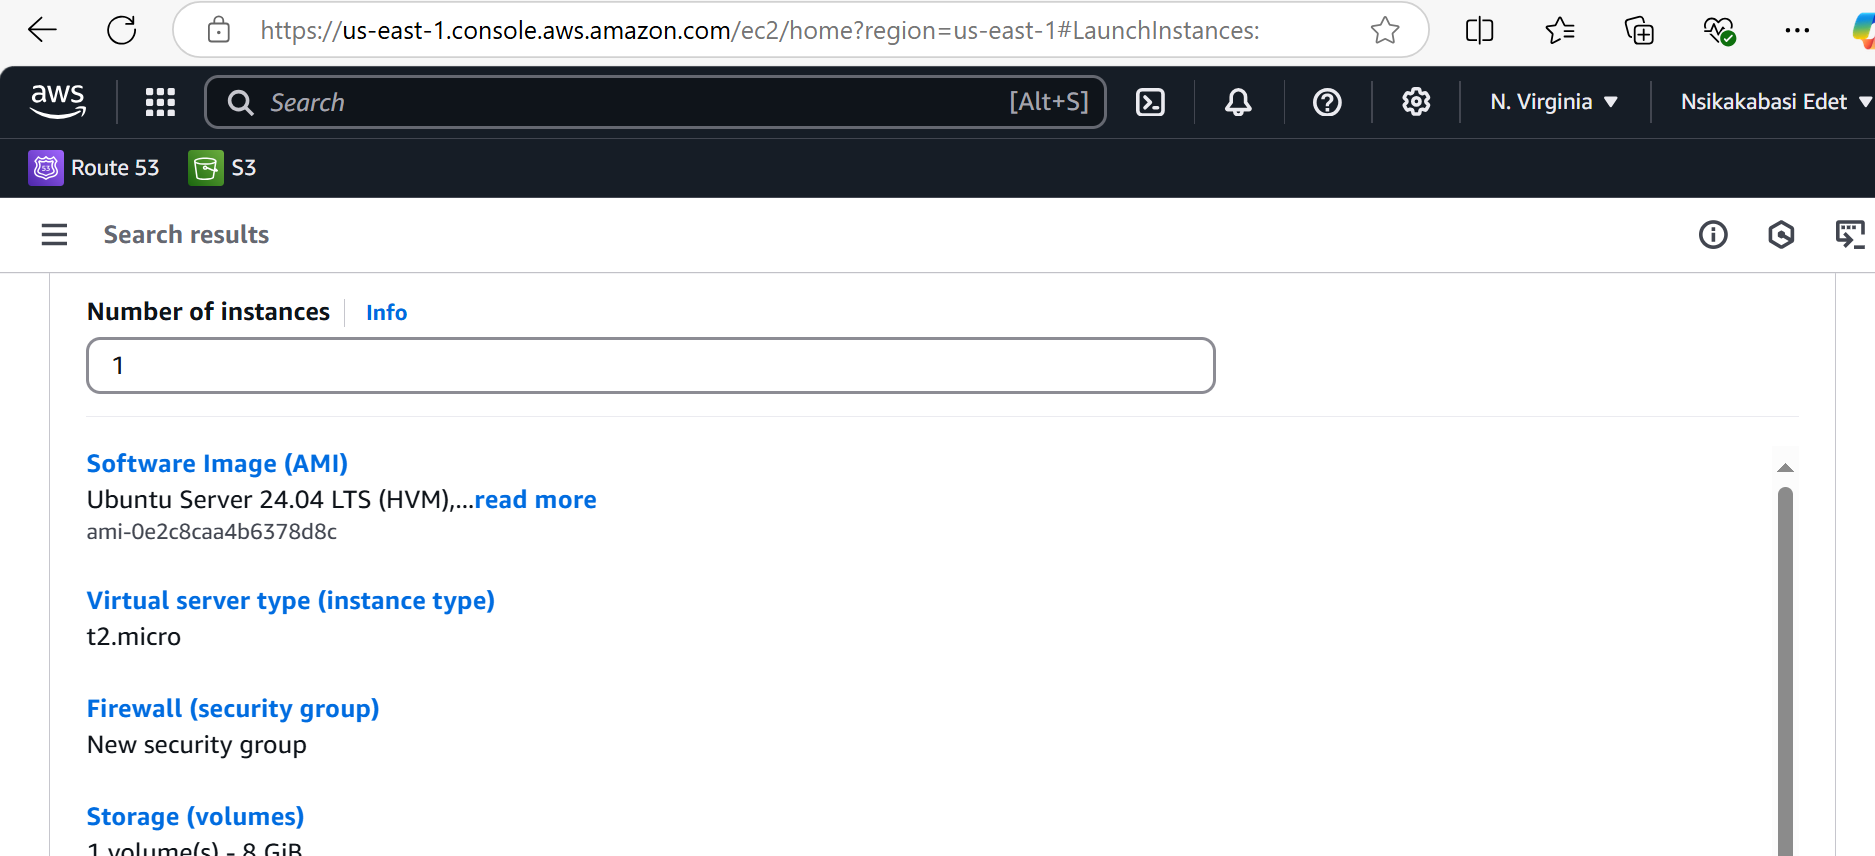 https://us-east-1.console.aws.amazon.com/ec2/home?region=us-east-1#LaunchInstances:
aws Search [Alt+S] N. Virginia Nsikakabasi Edet
53 Route 53 S3
Search results
Number of instances Info
1
Software Image (AMI)
Ubuntu Server 24.04 LTS (HVM),...read more
ami-0e2c8caa4b6378d8c
Virtual server type (instance type)
t2.micro
Firewall (security group)
New security group
Storage (volumes)
1 volume(s) - 8 GiB